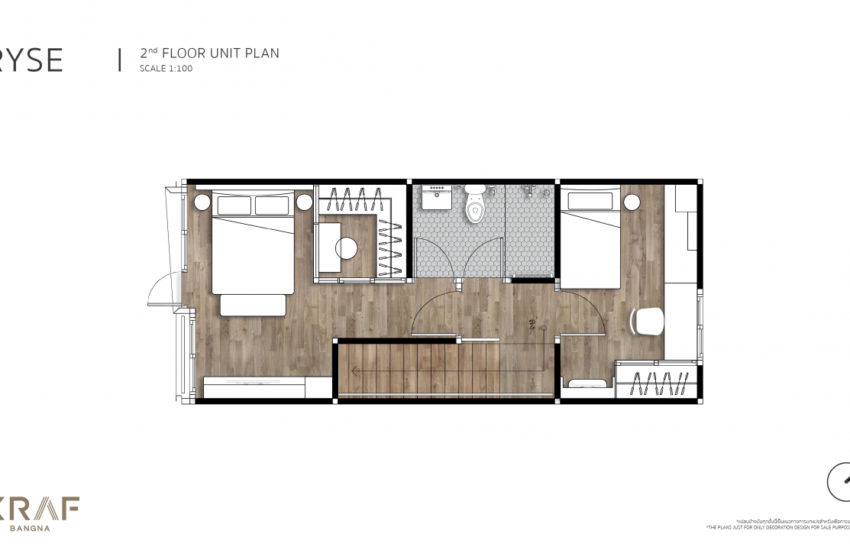 RYSE
2nd FLOOR UNIT PLAN
SCALE 1:100
KRAF
BANGNA
*THE PLANS JUST FOR ONLY DECORATION DESIGN FOR SALE PURPOS